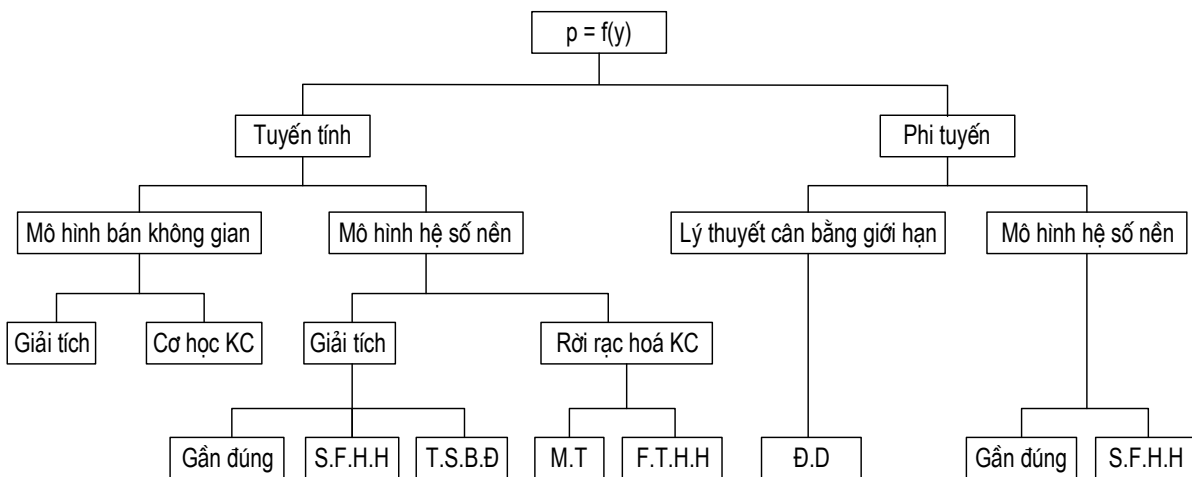 p = f(y)
Tuyến tính
Phi tuyến
Mô hình bán không gian
Mô hình hệ số nền
Lý thuyết cân bằng giới hạn
Mô hình hệ số nền
Giải tích
Cơ học KC
Giải tích
Rời rạc hoá KC
Gần đúng
S.F.H.H
T.S.B.Đ
M.T
F.T.H.H
Đ.D
Gần đúng
S.F.H.H